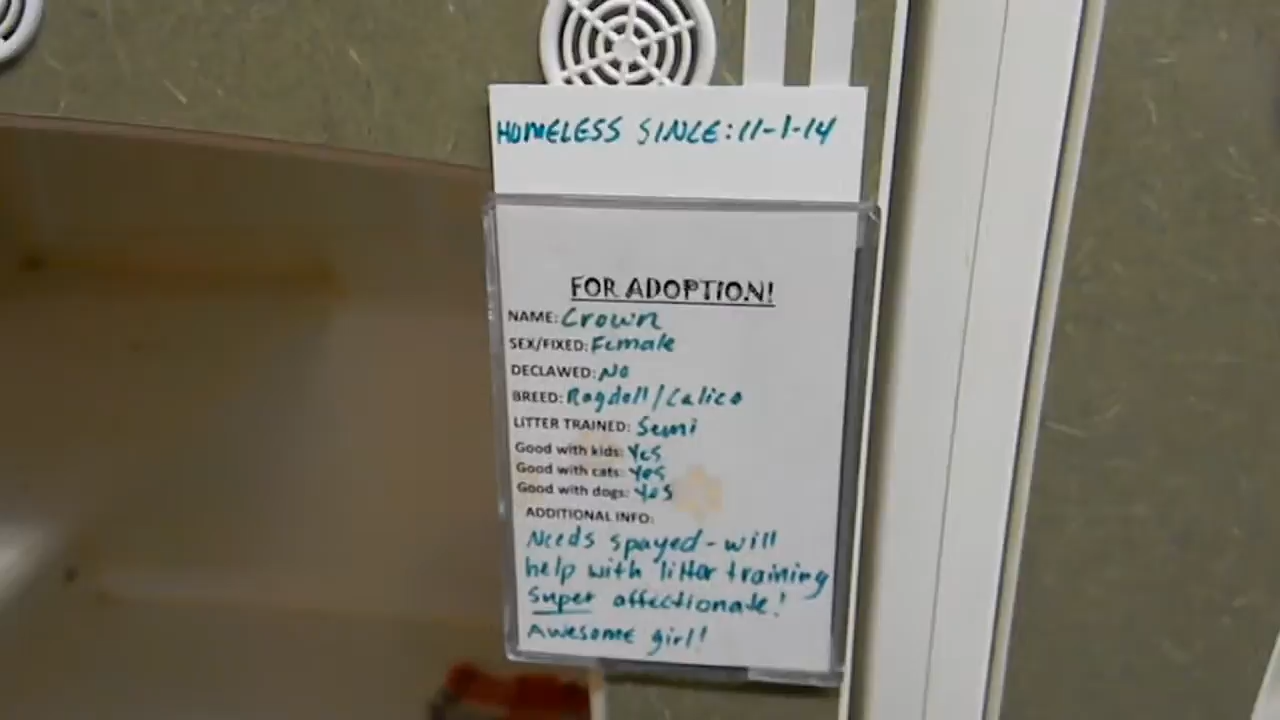 HOMELESS SINCE: 11-1-14
FOR ADOPTION!
NAME: Crown
SEX/FIXED: Female
DECLAWED: No
BREED: Ragdoll/Calico
LITTER TRAINED: Semi
Good with kids: Yes
Good with cats: Yes
Good with dogs: Yes
ADDITIONAL INFO:
Needs spayed - will
help with litter training
Super affectionate!
Awesome girl!